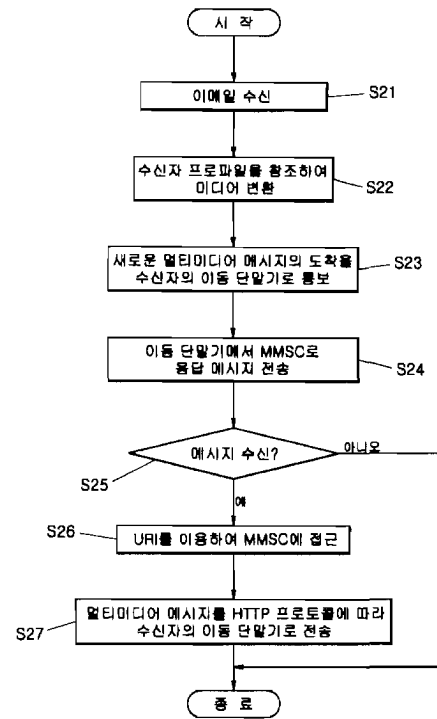 시 작
이메일 수신
S21
수신자 프로파일을 참조하여
미디어 변환
S22
새로운 멀티미디어 메시지의 도착을
수신자의 이동 단말기로 통보
S23
이동 단말기에서 MMSC로
응답 메시지 전송
S24
메시지 수신?
아니오
S25
예
S26
URI를 이용하여 MMSC에 접근
멀티미디어 메시지를 HTTP 프로토콜에 따라
수신자의 이동 단말기로 전송
S27
종 료